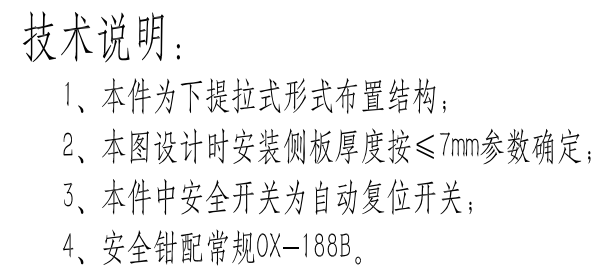 技术说明：
1、本件为下提拉式形式布置结构；
2、本图设计时安装侧板厚度按≤7mm参数确定；
3、本件中安全开关为自动复位开关；
4、安全钳配常规OX-188B。